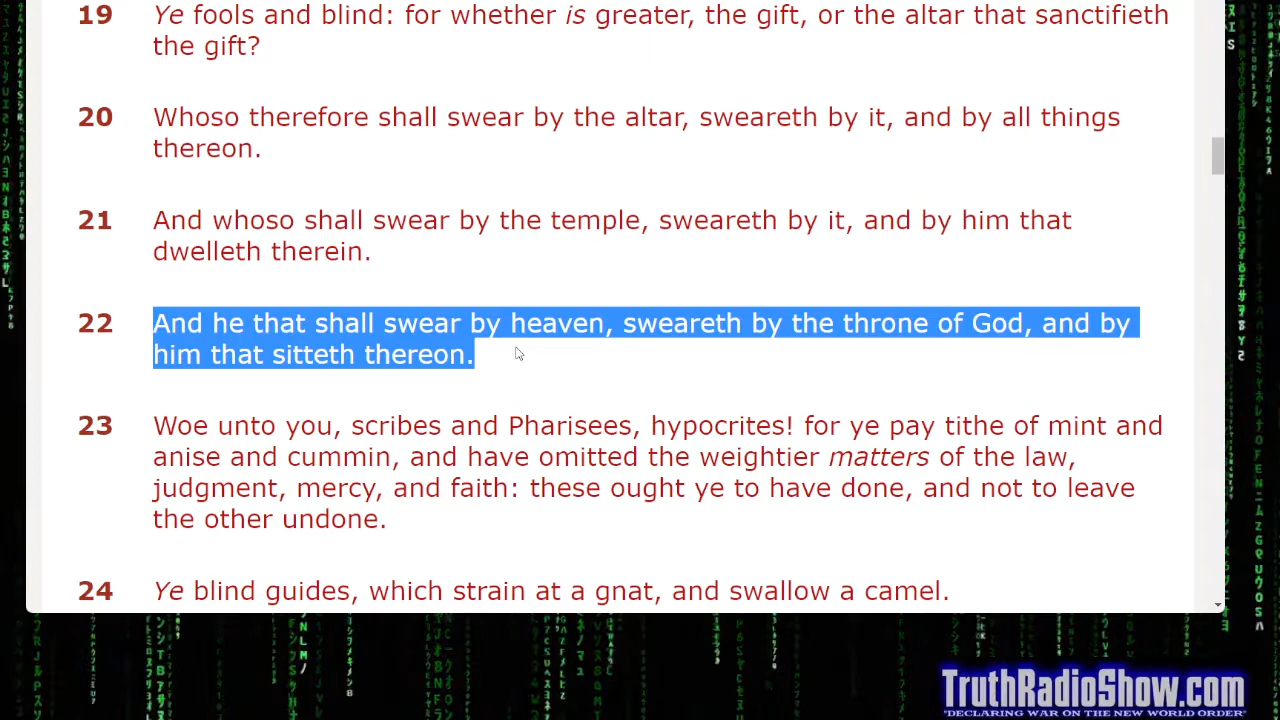 19 Ye fools and blind: for whether is greater, the gift, or the altar that sanctifieth
the gift?
20 Whoso therefore shall swear by the altar, sweareth by it, and by all things
thereon.
21 And whoso shall swear by the temple, sweareth by it, and by him that
dwelleth therein.
22 And he that shall swear by heaven, sweareth by the throne of God, and by
him that sitteth thereon.
23 Woe unto you, scribes and Pharisees, hypocrites! for ye pay tithe of mint and
anise and cummin, and have omitted the weightier matters of the law,
judgment, mercy, and faith: these ought ye to have done, and not to leave
the other undone.
24 Ye blind guides, which strain at a gnat, and swallow a camel.
TruthRadioShow.com
"DECLARING WAR ON THE NEW WORLD ORDER"